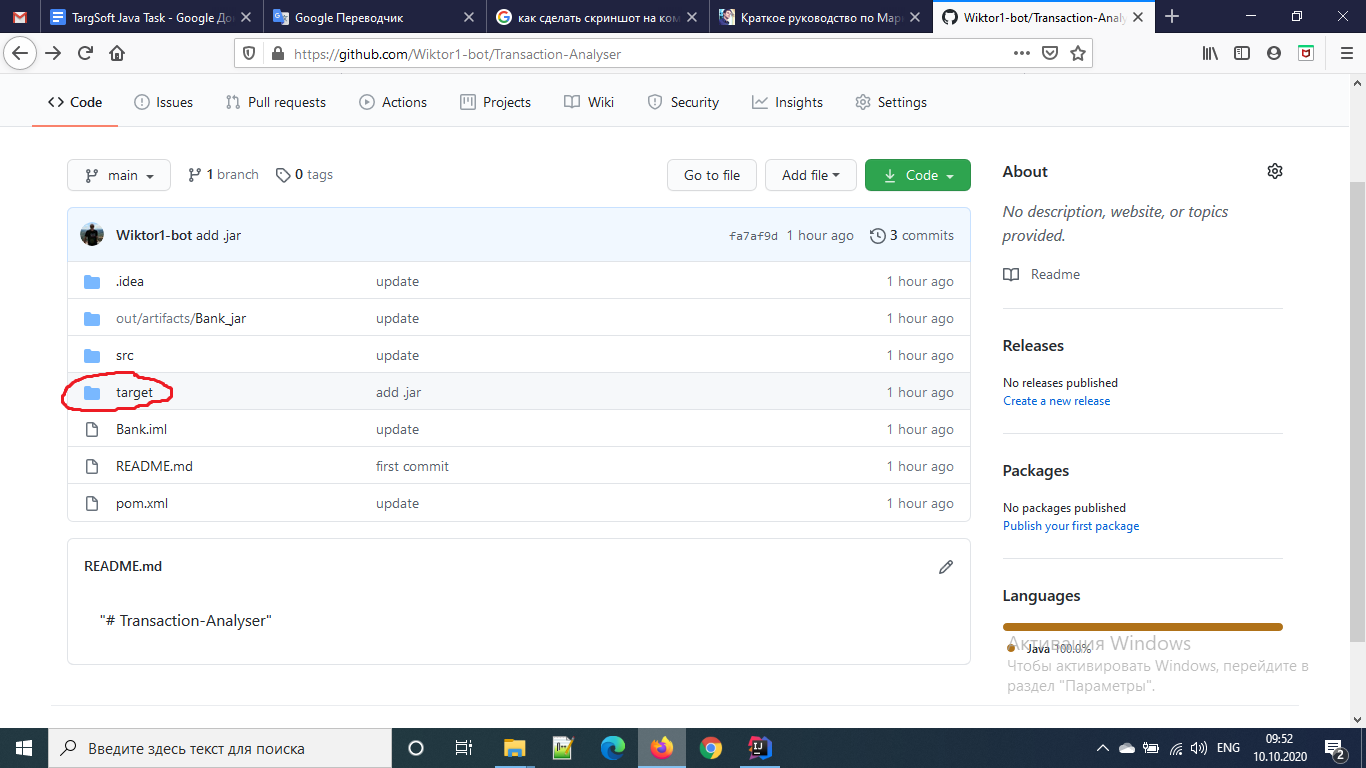 TargSoft Java Task - Google До
Google Переводчик
как сделать скриншот на ком
Краткое руководство по Марк
Wiktor1-bot/Transaction-Analy
https://github.com/Wiktor1-bot/Transaction-Analyser
Code Issues Pull requests Actions Projects Wiki Security Insights Settings
main 1 branch 0 tags Go to file Add file Code
Wiktor1-bot add .jar fa7af9d 1 hour ago 3 commits
.idea update 1 hour ago
out/artifacts/Bank_jar update 1 hour ago
src update 1 hour ago
target add .jar 1 hour ago
Bank.iml update 1 hour ago
README.md first commit 1 hour ago
pom.xml update 1 hour ago
README.md
"# Transaction-Analyser"
About
No description, website, or topics
provided.
Readme
Releases
No releases published
Create a new release
Packages
No packages published
Publish your first package
Languages
Java 100.0%
Активация Windows
Чтобы активировать Windows, перейдите в
раздел "Параметры".
Введите здесь текст для поиска
ENG
09:52
10.10.2020
2